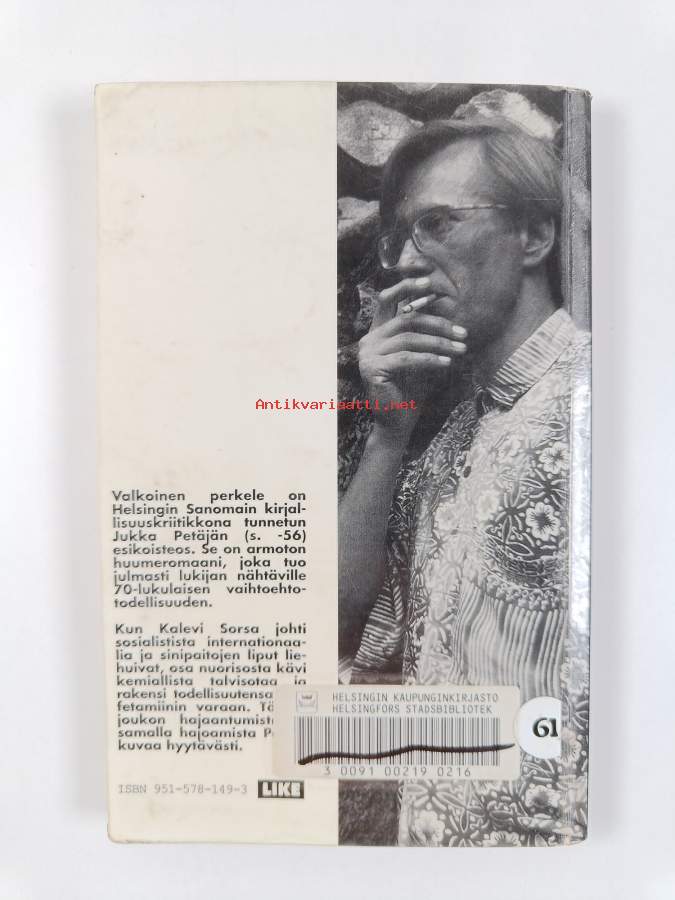 Antikvariaatti.net
Valkoinen perkele on
Helsingin Sanomain kirjal-
lisuuskriitikkona tunnetun
Jukka Petäjän (s. -56)
esikoisteos. Se on armoton
huumeromaani, joka tuo
julmasti lukijan nähtäville
70-lukulaisen vaihtoehto-
todellisuuden.
Kun Kalevi Sorsa johti
sosialistista internationaa-
lia ja sinipaitojen liput lie-
huivat, osa nuorisosta kävi
kemiallista talvisotaa ja
rakensi todellisuutensa
fetamiinin varaan.
joukon hajaantumist
samalla hajoamista
kuvaa hyytävästi.
ISBN 951-578-149-3 LIKE
HELSINGIN KAUPUNGINKIRJASTO
HELSINGFORS STADSBIBLIOTEK
3 0091 00219 0216
61